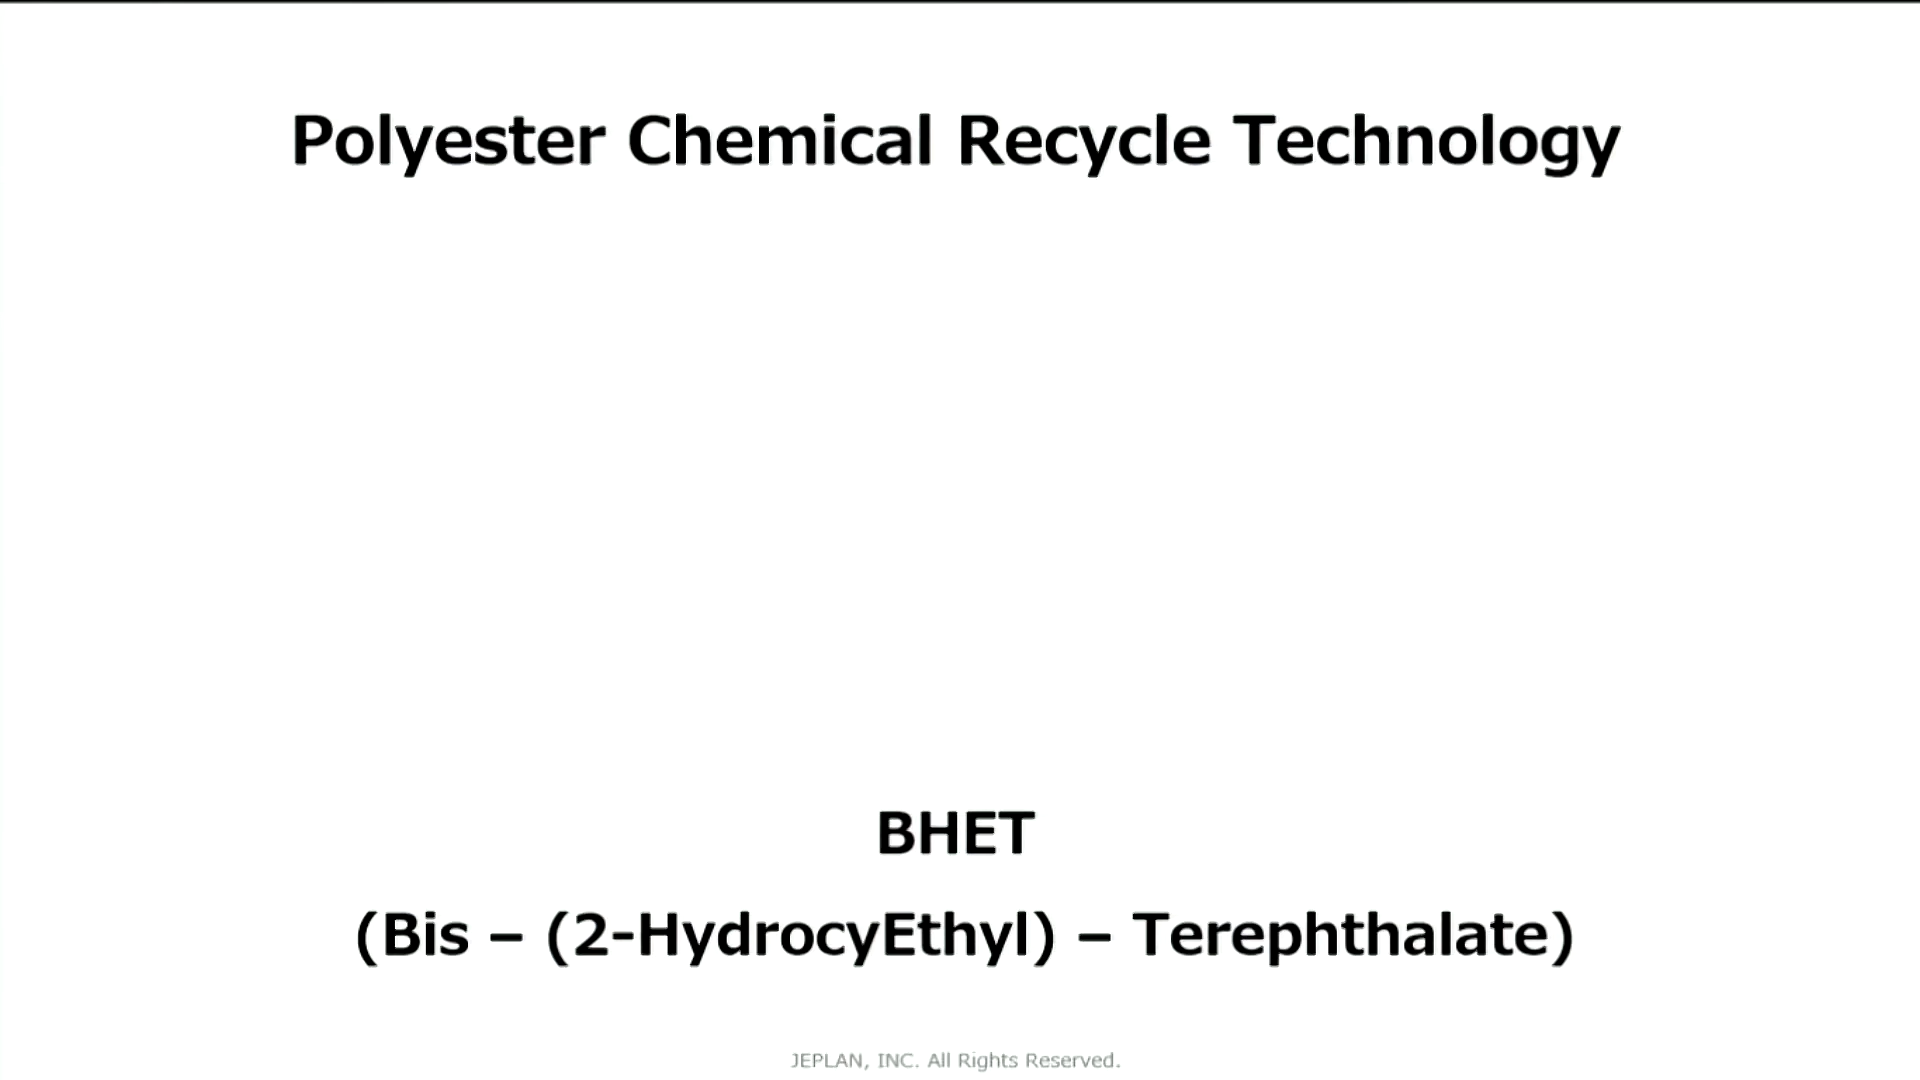 Polyester Chemical Recycle Technology
BHET
(Bis – (2-HydrocyEthyl) – Terephthalate)
JEPLAN, INC. All Rights Reserved.